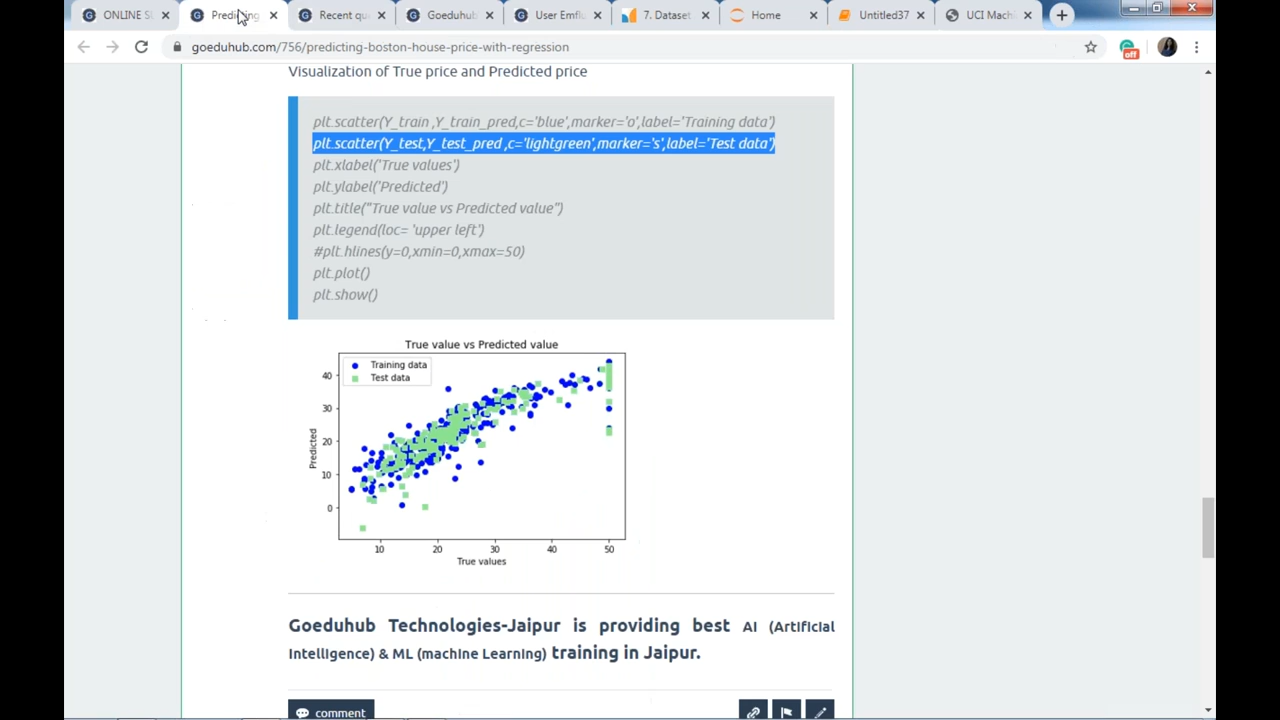 ONLINE SU
Predicting
Recent que
Goeduhub
User Emflu
7. Dataset
Home
Untitled37
UCI Machi
goeduhub.com/756/predicting-boston-house-price-with-regression
off
Visualization of True price and Predicted price
plt.scatter(Y_train ,Y_train_pred,c='blue',marker='o',label='Training data')
plt.scatter(Y_test,Y_test_pred ,c='lightgreen',marker='s',label='Test data')
plt.xlabel('True values')
plt.ylabel('Predicted')
plt.title("True value vs Predicted value")
plt.legend(loc= 'upper left')
#plt.hlines(y=0,xmin=0,xmax=50)
plt.plot()
plt.show()
True value vs Predicted value
Training data
Test data
40
30
20
10
0
Predicted
10 20 30 40 50
True values
Goeduhub Technologies-Jaipur is providing best AI (Artificial
Intelligence) & ML (machine Learning) training in Jaipur.
comment